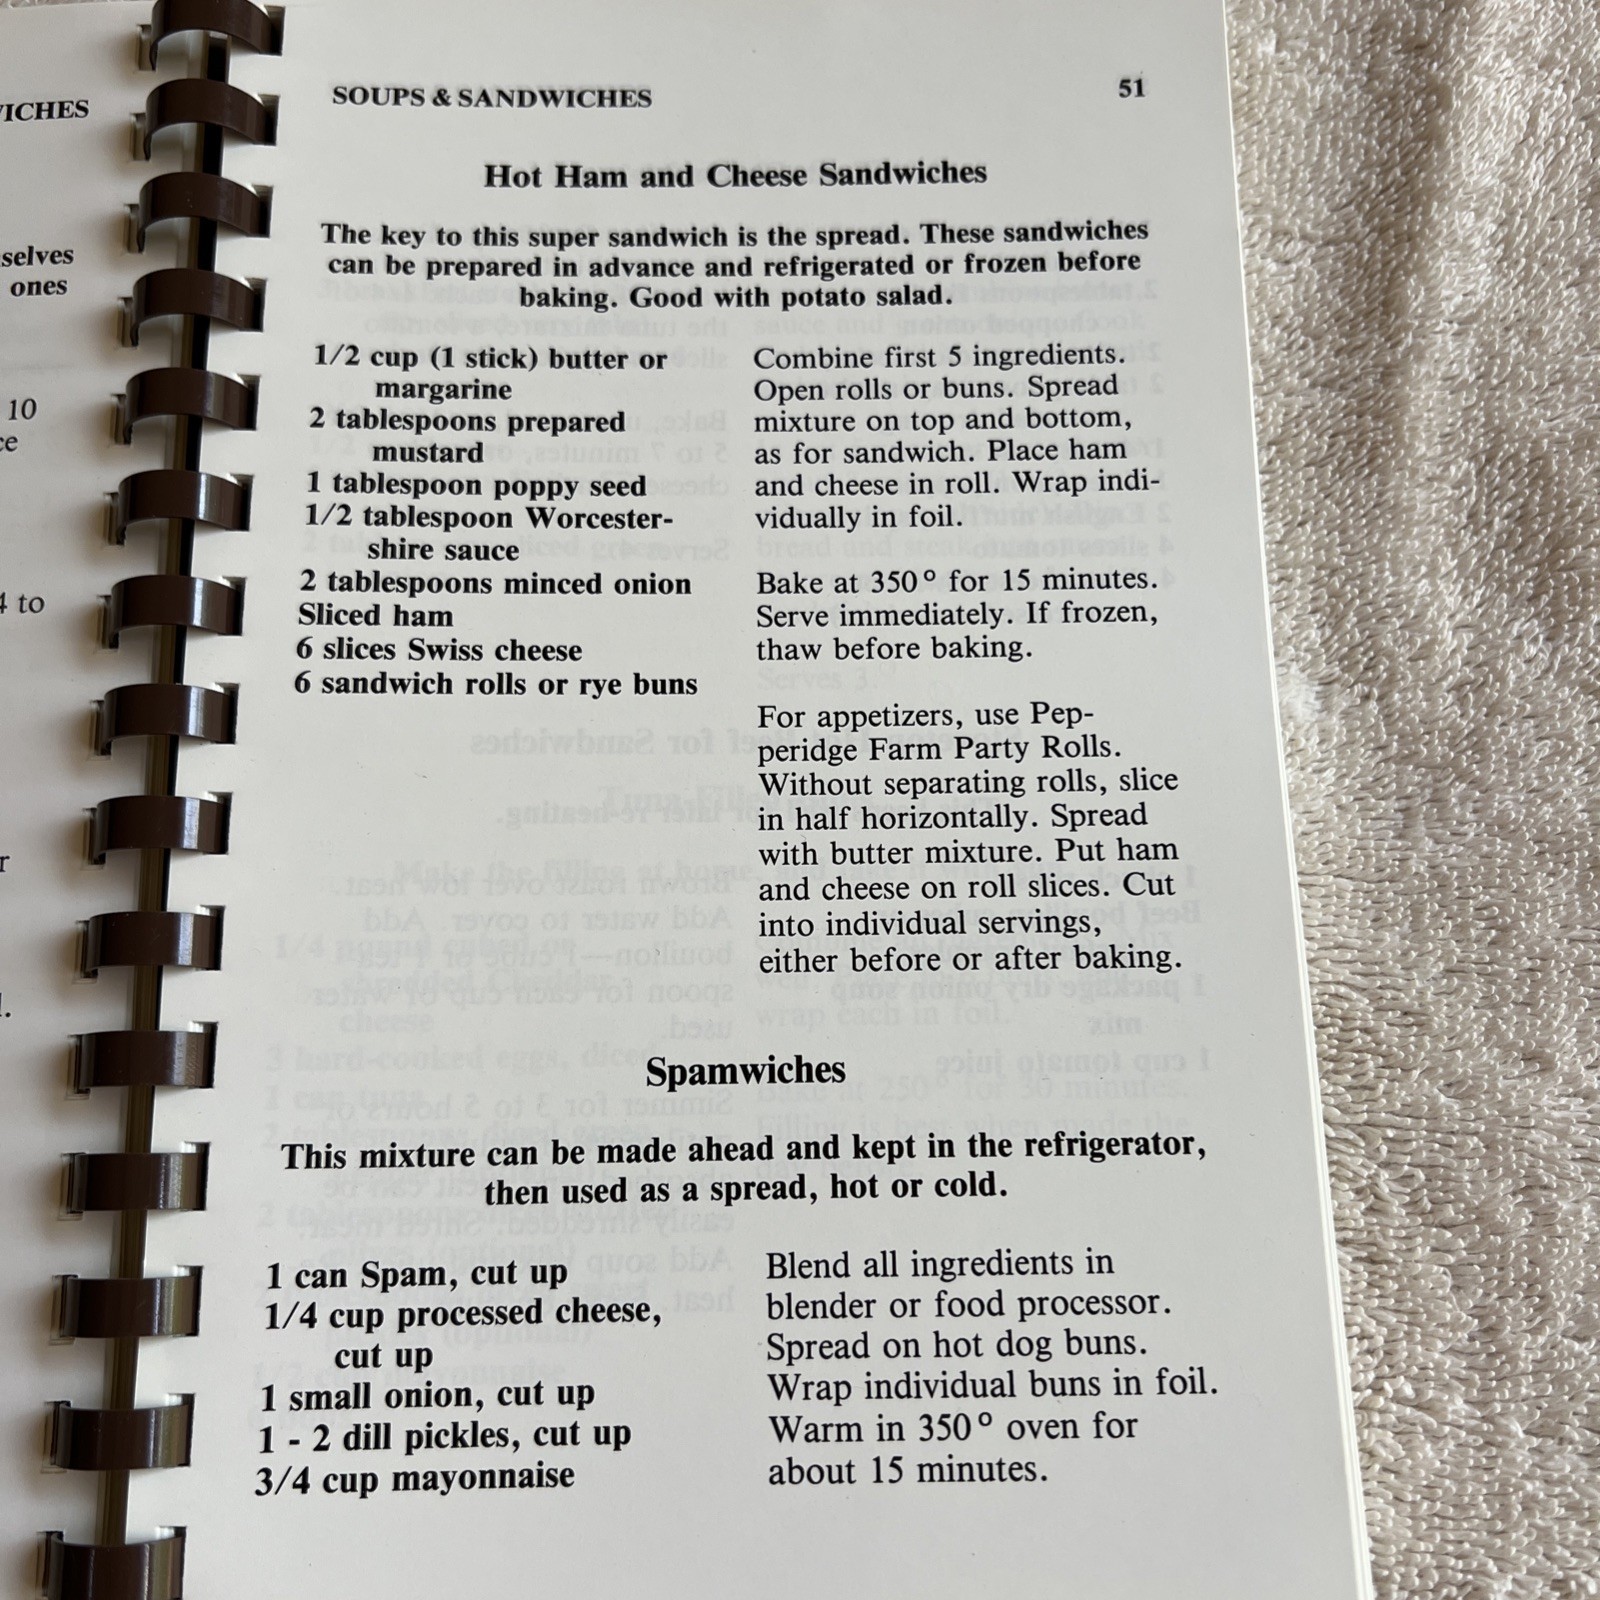 WICHES
selves
ones
10
4 to
SOUPS & SANDWICHES 51
Hot Ham and Cheese Sandwiches
The key to this super sandwich is the spread. These sandwiches
can be prepared in advance and refrigerated or frozen before
baking. Good with potato salad.
1/2 cup (1 stick) butter or
margarine
2 tablespoons prepared
mustard
1 tablespoon poppy seed
1/2 tablespoon Worcester-
shire sauce
2 tablespoons minced onion
Sliced ham
6 slices Swiss cheese
6 sandwich rolls or rye buns
Combine first 5 ingredients.
Open rolls or buns. Spread
mixture on top and bottom,
as for sandwich. Place ham
and cheese in roll. Wrap indi-
vidually in foil.
Bake at 350° for 15 minutes.
Serve immediately. If frozen,
thaw before baking.
For appetizers, use Pep-
peridge Farm Party Rolls.
Without separating rolls, slice
in half horizontally. Spread
with butter mixture. Put ham
and cheese on roll slices. Cut
into individual servings,
either before or after baking.
Spamwiches
This mixture can be made ahead and kept in the refrigerator,
then used as a spread, hot or cold.
1 can Spam, cut up
1/4 cup processed cheese,
cut up
1 small onion, cut up
1 - 2 dill pickles, cut up
3/4 cup mayonnaise
Blend all ingredients in
blender or food processor.
Spread on hot dog buns.
Wrap individual buns in foil.
Warm in 350° oven for
about 15 minutes.